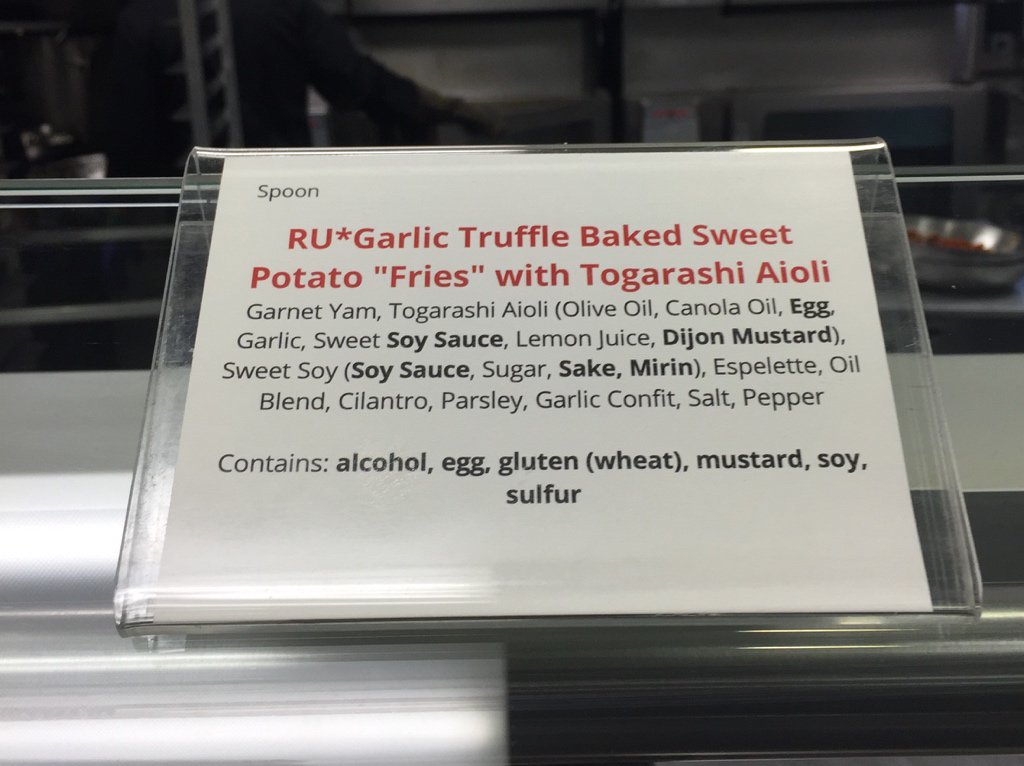 Spoon
RU*Garlic Truffle Baked Sweet
Potato "Fries" with Togarashi Aioli
Garnet Yam, Togarashi Aioli (Olive Oil, Canola Oil, Egg,
Garlic, Sweet Soy Sauce, Lemon Juice, Dijon Mustard),
Sweet Soy (Soy Sauce, Sugar, Sake, Mirin), Espelette, Oil
Blend, Cilantro, Parsley, Garlic Confit, Salt, Pepper
Contains: alcohol, egg, gluten (wheat), mustard, soy,
sulfur